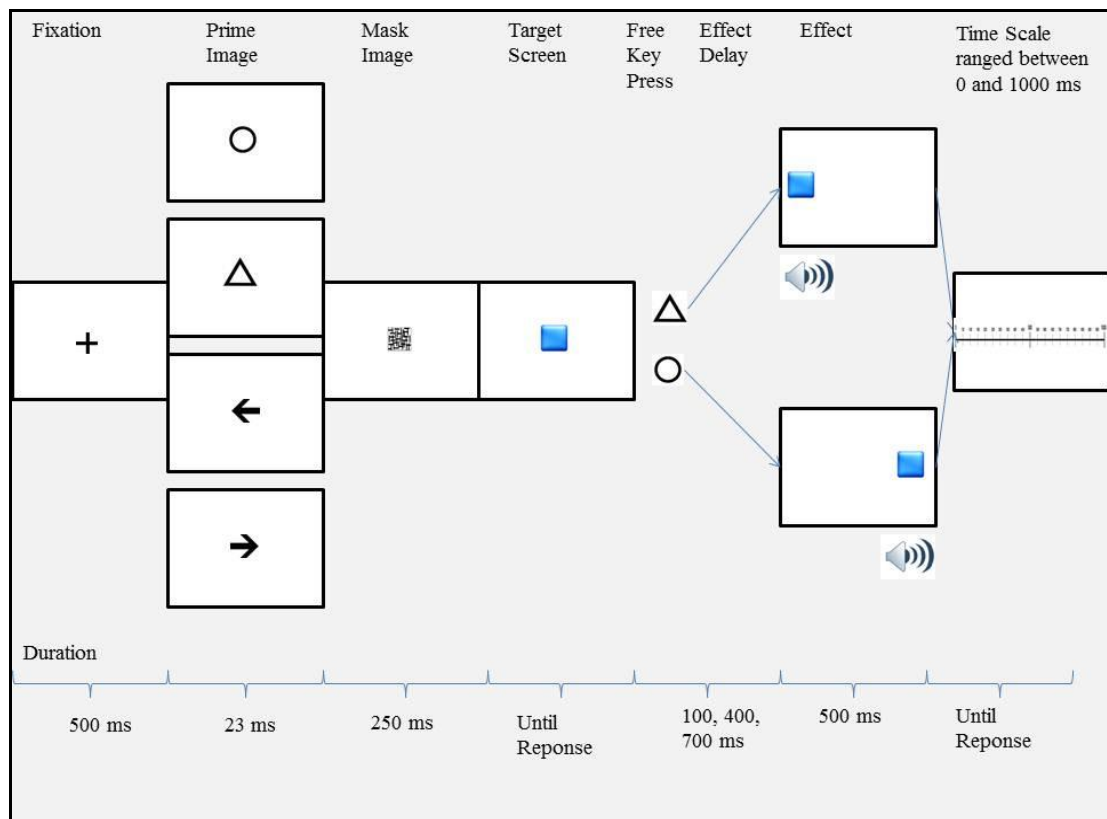 Fixation
Prime
Image
Mask
Image
Target
Screen
Free
Key
Press
Effect
Delay
Effect
Time Scale
ranged between
0 and 1000 ms
Duration
500 ms
23 ms
250 ms
Until
Reponse
100, 400,
700 ms
500 ms
Until
Reponse